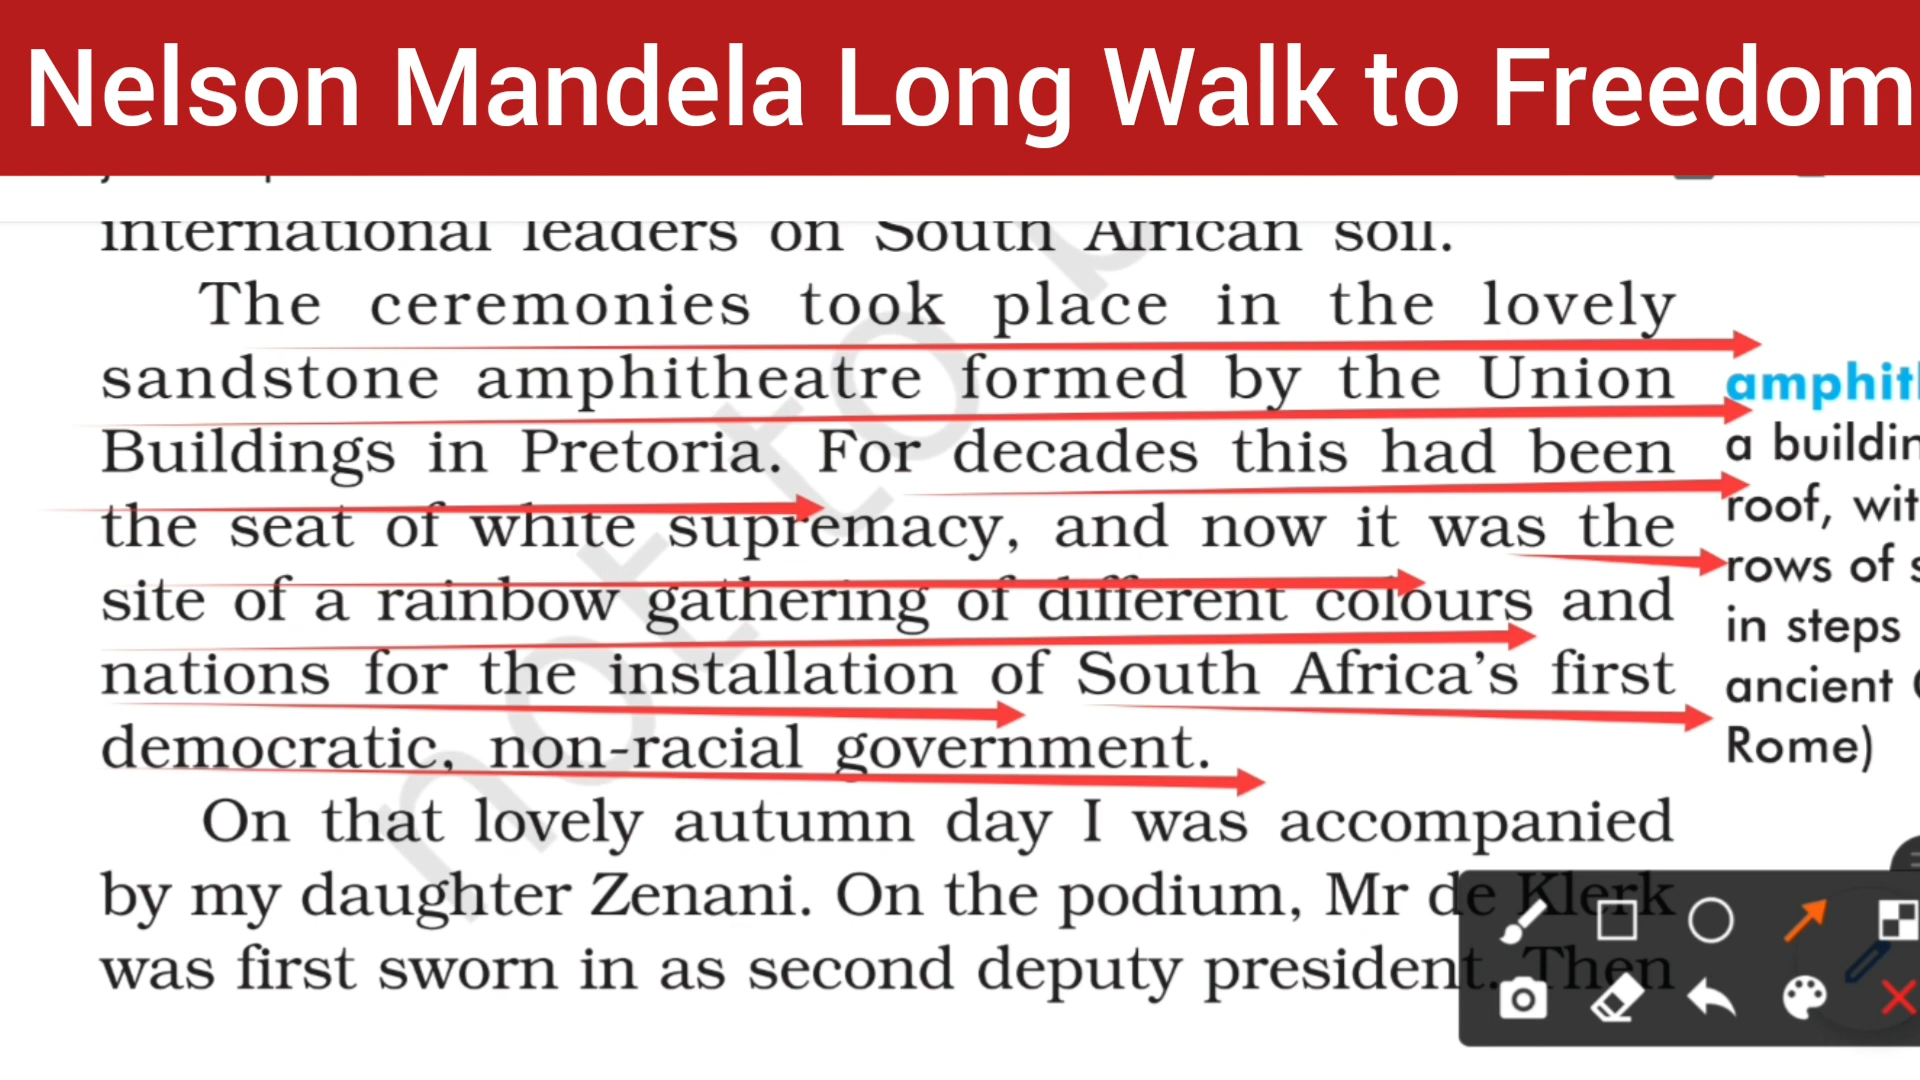 Nelson Mandela Long Walk to Freedom
international leaders on South African soil.
The ceremonies took place in the lovely
sandstone amphitheatre formed by the Union
Buildings in Pretoria. For decades this had been
the seat of white supremacy, and now it was the
site of a rainbow gathering of different colours and
nations for the installation of South Africa's first
democratic, non-racial government.
On that lovely autumn day I was accompanied
by my daughter Zenani. On the podium, Mr de Klerk
was first sworn in as second deputy president. Then
a
roof,
rows of
in steps
ancient
Rome)
not to